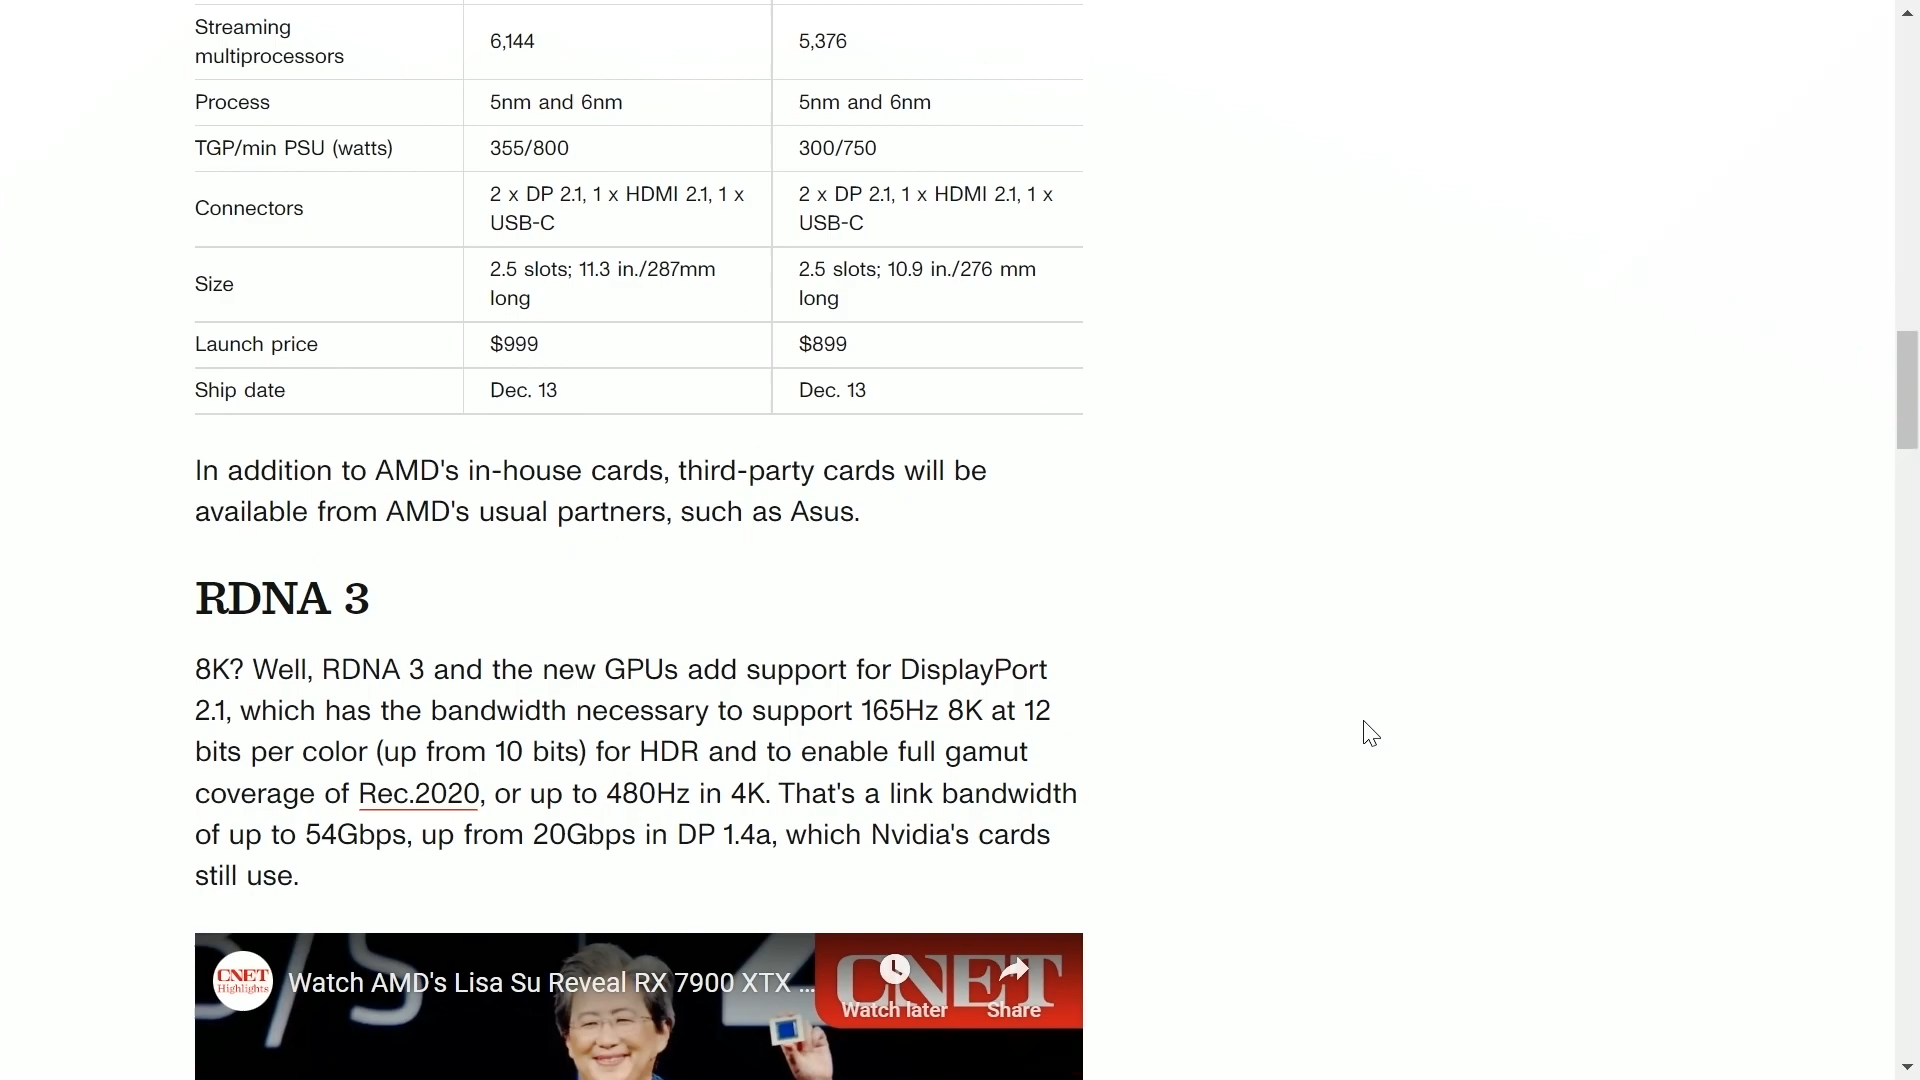 Streaming
multiprocessors
6,144
5,376
Process
5nm and 6nm
5nm and 6nm
TGP/min PSU (watts)
355/800
300/750
Connectors
2 x DP 2.1, 1 x HDMI 2.1, 1 x
USB-C
2 x DP 2.1, 1 x HDMI 2.1, 1 x
USB-C
Size
2.5 slots; 11.3 in./287mm
long
2.5 slots; 10.9 in./276 mm
long
Launch price
$999
$899
Ship date
Dec. 13
Dec. 13
In addition to AMD's in-house cards, third-party cards will be
available from AMD's usual partners, such as Asus.
RDNA 3
8K? Well, RDNA 3 and the new GPUs add support for DisplayPort
2.1, which has the bandwidth necessary to support 165Hz 8K at 12
bits per color (up from 10 bits) for HDR and to enable full gamut
coverage of Rec.2020, or up to 480Hz in 4K. That's a link bandwidth
of up to 54Gbps, up from 20Gbps in DP 1.4a, which Nvidia's cards
still use.
CNET
Highlights
Watch AMD's Lisa Su Reveal RX 7900 XTX ...
CNET
Watch later
Share